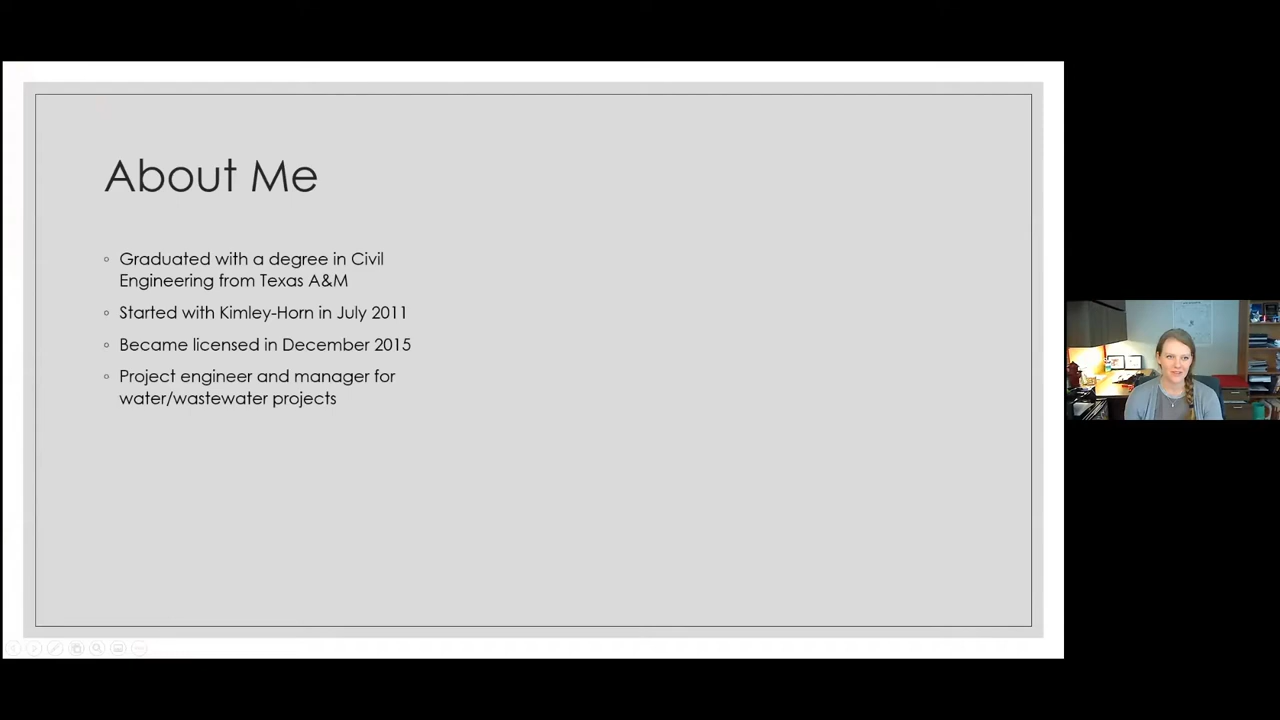 About Me
Graduated with a degree in Civil
Engineering from Texas A&M
Started with Kimley-Horn in July 2011
Became licensed in December 2015
Project engineer and manager for
water/wastewater projects